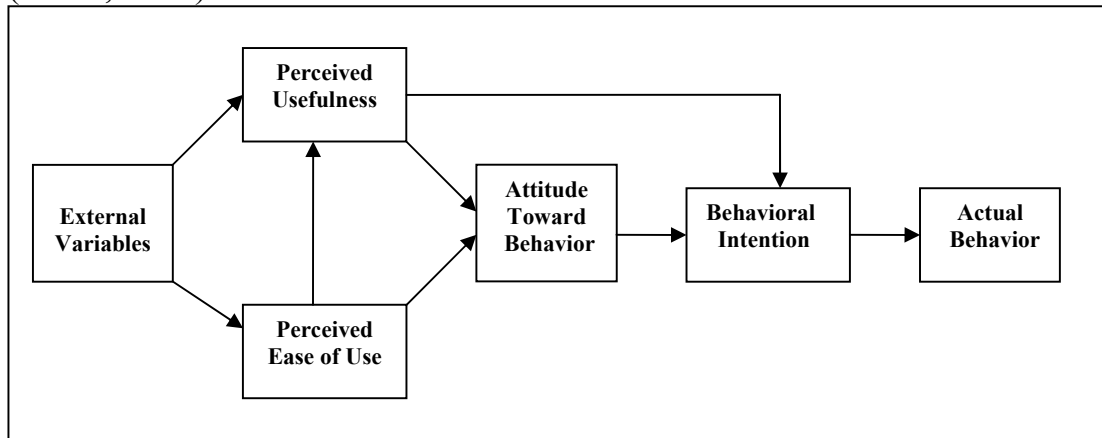 Perceived
Usefulness
External
Variables
Attitude
Toward
Behavior
Behavioral
Intention
Actual
Behavior
Perceived
Ease of Use